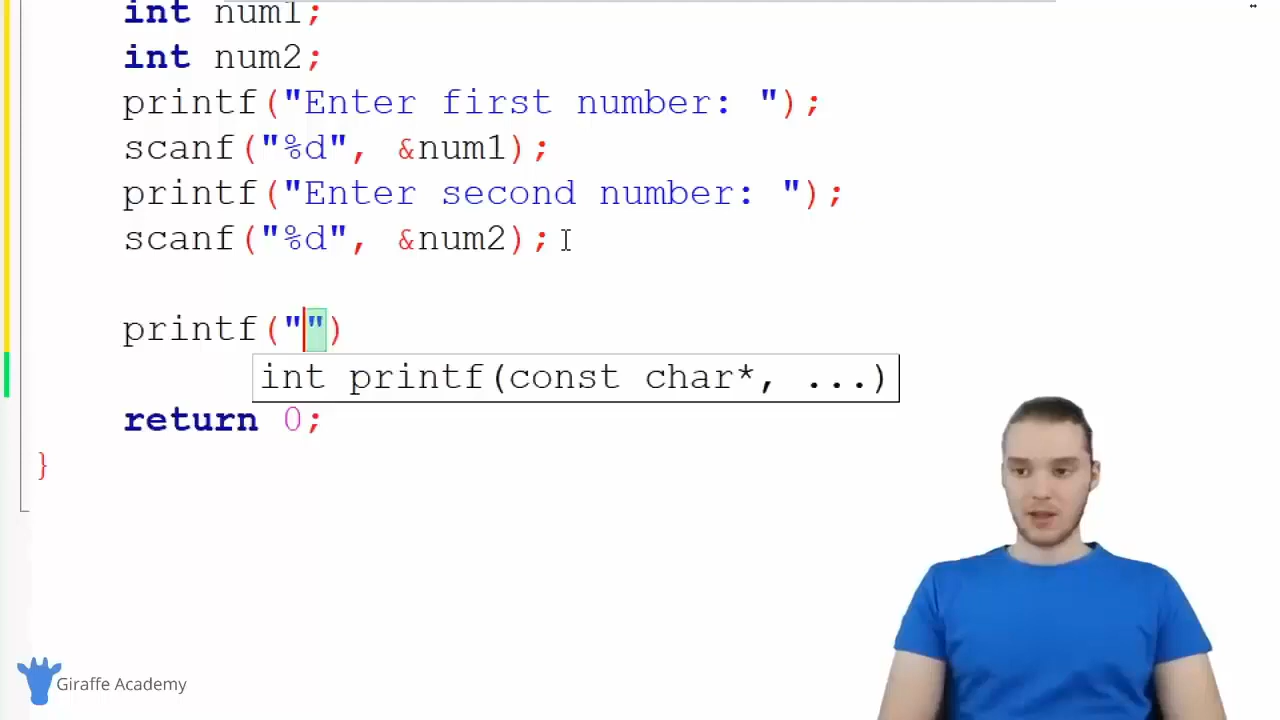 int num1;
int num2;
printf("Enter first number: ");
scanf("%d", &num1);
printf("Enter second number: ");
scanf("%d", &num2);
printf("")
int printf(const char*, ...)
return 0;
}
Giraffe Academy